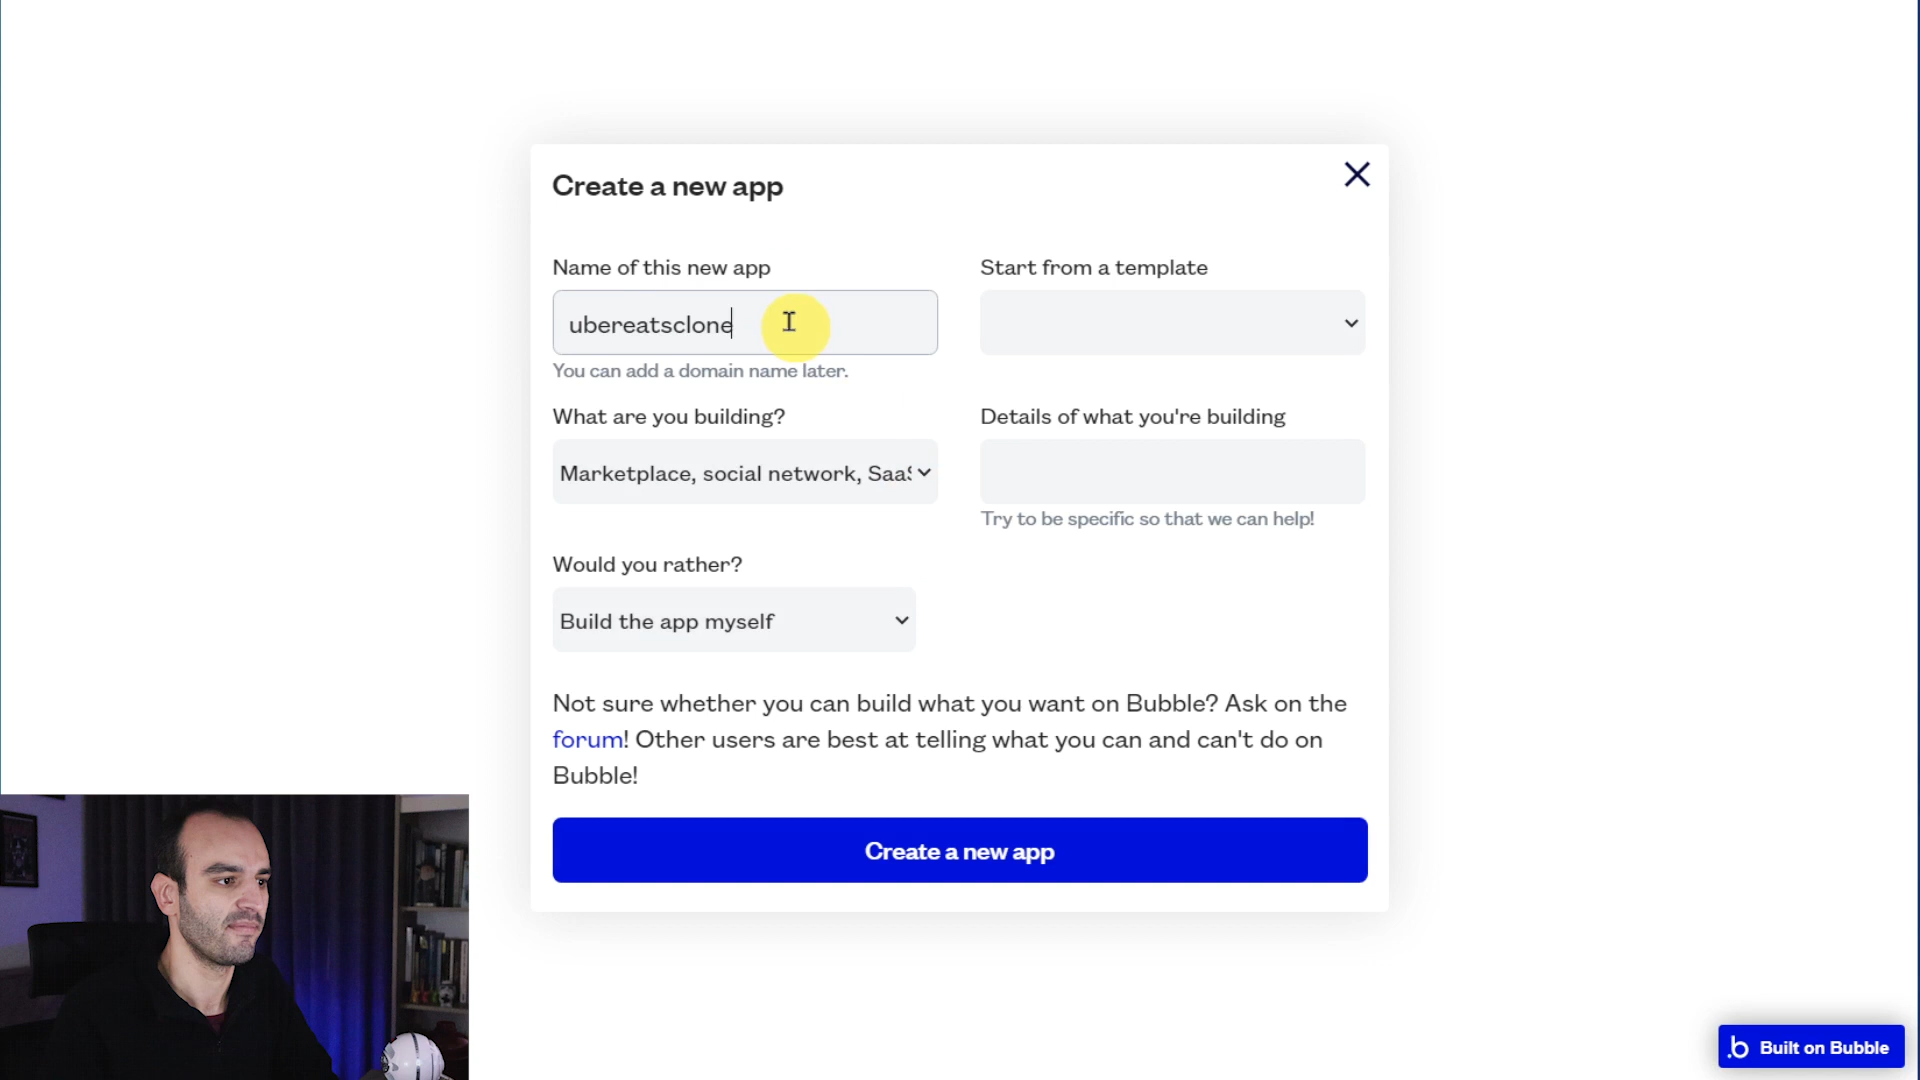 Create a new app
Name of this new app
ubereatsclone
You can add a domain name later.
Start from a template
What are you building?
Marketplace, social network, SaaS
Details of what you're building
Try to be specific so that we can help!
Would you rather?
Build the app myself
Not sure whether you can build what you want on Bubble? Ask on the
forum! Other users are best at telling what you can and can't do on
Bubble!
Create a new app
Built on Bubble